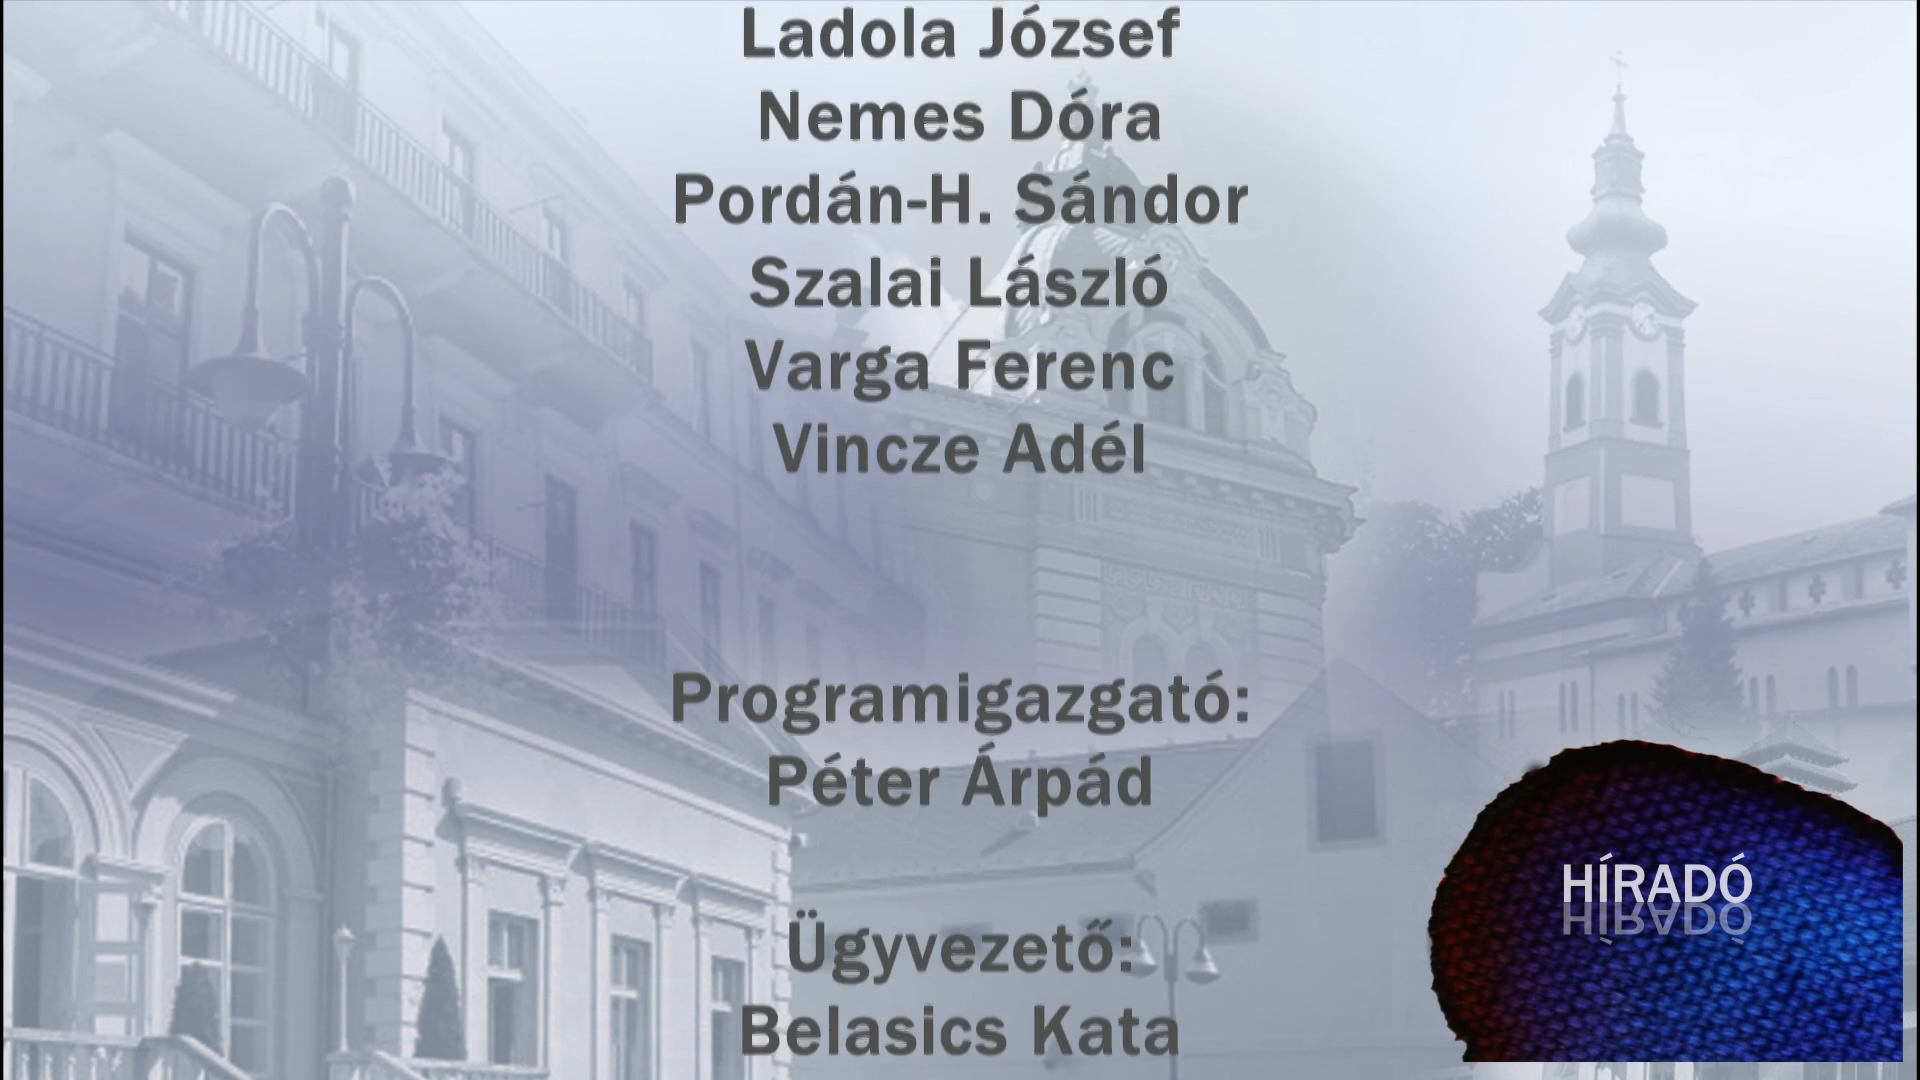 Ladola József
Nemes Dóra
Pordán-H. Sándor
Szalai László
Varga Ferenc
Vincze Adél
Programigazgató:
Péter Árpád
Ügyvezető:
Belasics Kata
HÍRADÓ